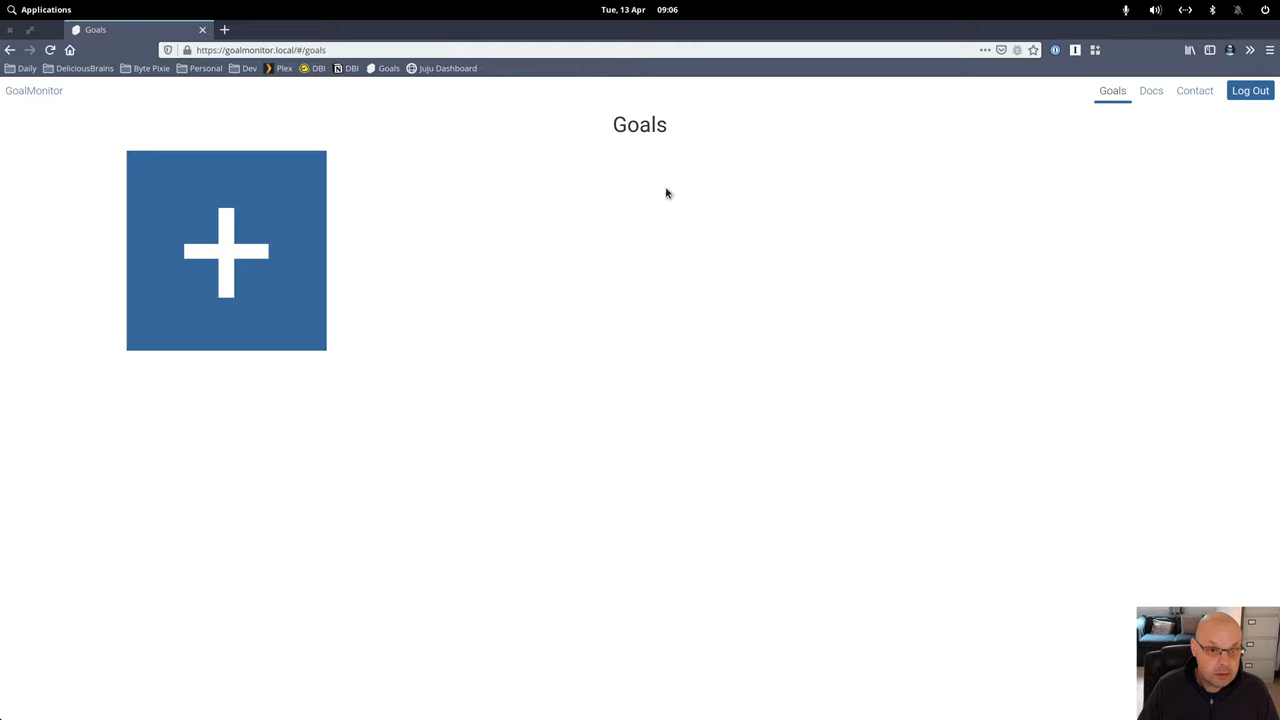 Applications
Tue, 13 Apr 09:06
Goals
https://goalmonitor.local/#/goals
Daily DeliciousBrains Byte Pixie Personal Dev Plex DBI DBI Goals Juju Dashboard
GoalMonitor Goals Docs Contact Log Out
Goals